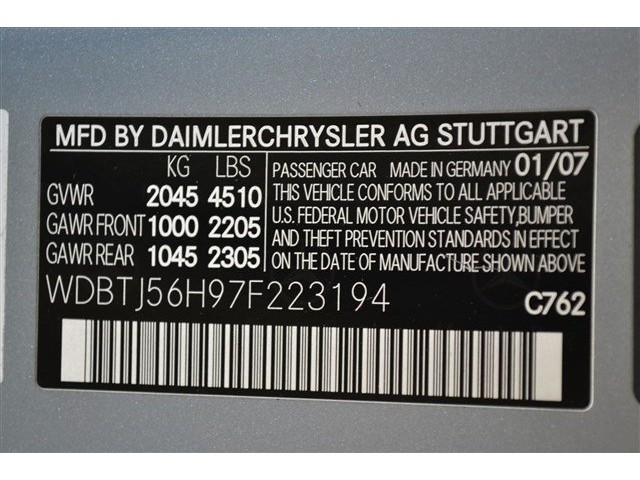 MFD BY DAIMLERCHRYSLER AG STUTTGART
KG LBS
GVWR 2045 4510
GAWR FRONT 1000 2205
GAWR REAR 1045 2305
PASSENGER CAR MADE IN GERMANY 01/07
THIS VEHICLE CONFORMS TO ALL APPLICABLE
U.S. FEDERAL MOTOR VEHICLE SAFETY,BUMPER
AND THEFT PREVENTION STANDARDS IN EFFECT
ON THE DATE OF MANUFACTURE SHOWN ABOVE
WDBTJ56H97F223194
C762